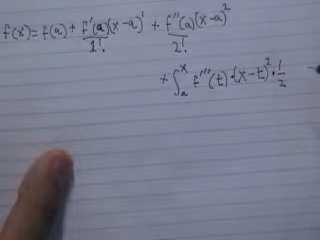 f(x) = f(a) + f'(a)(x-a)^1/1! + f''(a)(x-a)^2/2!
+ ∫_a^x f'''(t)·(x-t)^2·1/2